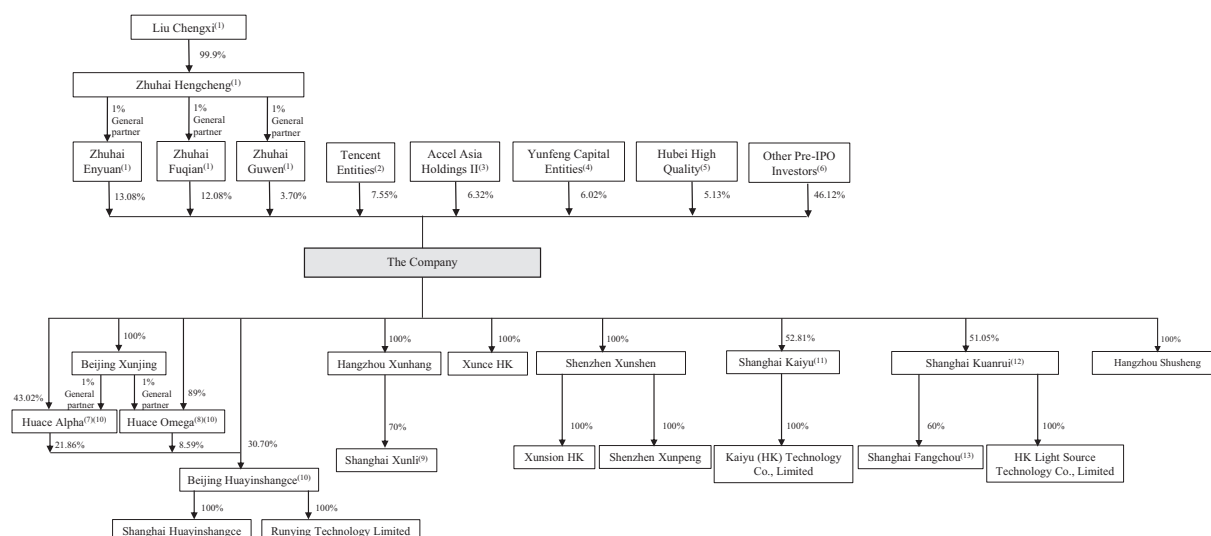 Liu Chengxi(1)
99.9%
Zhuhai Hengcheng(1)
1%
General
partner
1%
General
partner
1%
General
partner
Zhuhai
Enyuan(1)
Zhuhai
Fuqian(1)
Zhuhai
Guwen(1)
Tencent
Entities(2)
Accel Asia
Holdings II(3)
Yunfeng Capital
Entities(4)
Hubei High
Quality(5)
Other Pre-IPO
Investors(6)
13.08%
12.08%
3.70%
7.55%
6.32%
6.02%
5.13%
46.12%
The Company
100%
100%
100%
100%
52.81%
51.05%
100%
Beijing Xunjing
Hangzhou Xunhang
Xunce HK
Shenzhen Xunshen
Shanghai Kaiyu(11)
Shanghai Kuanrui(12)
Hangzhou Shusheng
43.02%
1%
General
partner
1%
General
partner
89%
Huace Alpha(7)(10)
Huace Omega(8)(10)
21.86%
8.59%
30.70%
70%
100%
100%
100%
60%
100%
Shanghai Xunli(9)
Xunsion HK
Shenzhen Xunpeng
Kaiyu (HK) Technology
Co., Limited
Shanghai Fangchou(13)
HK Light Source
Technology Co., Limited
Beijing Huayinshangce(10)
100%
100%
Shanghai Huayinshangce
Runying Technology Limited